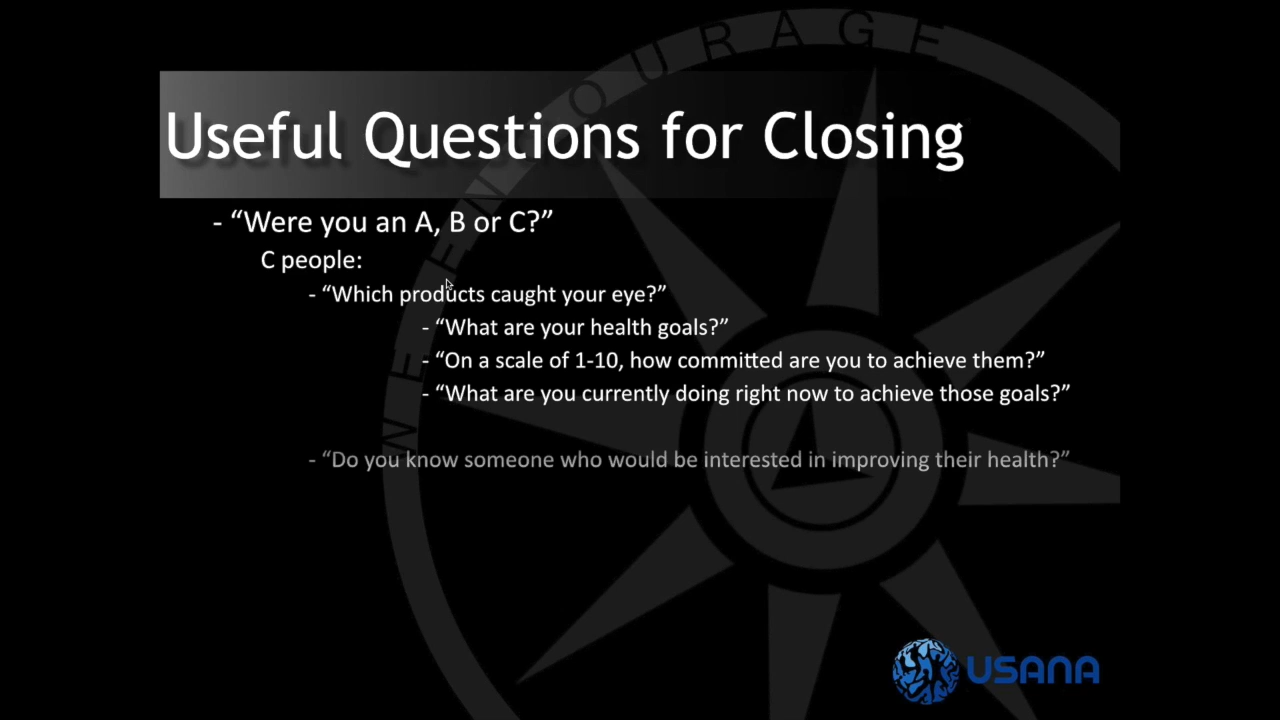 WE ENCOURAGE
Useful Questions for Closing
- “Were you an A, B or C?”
C people:
- “Which products caught your eye?”
- “What are your health goals?”
- “On a scale of 1-10, how committed are you to achieve them?”
- “What are you currently doing right now to achieve those goals?”
- “Do you know someone who would be interested in improving their health?”
USANA